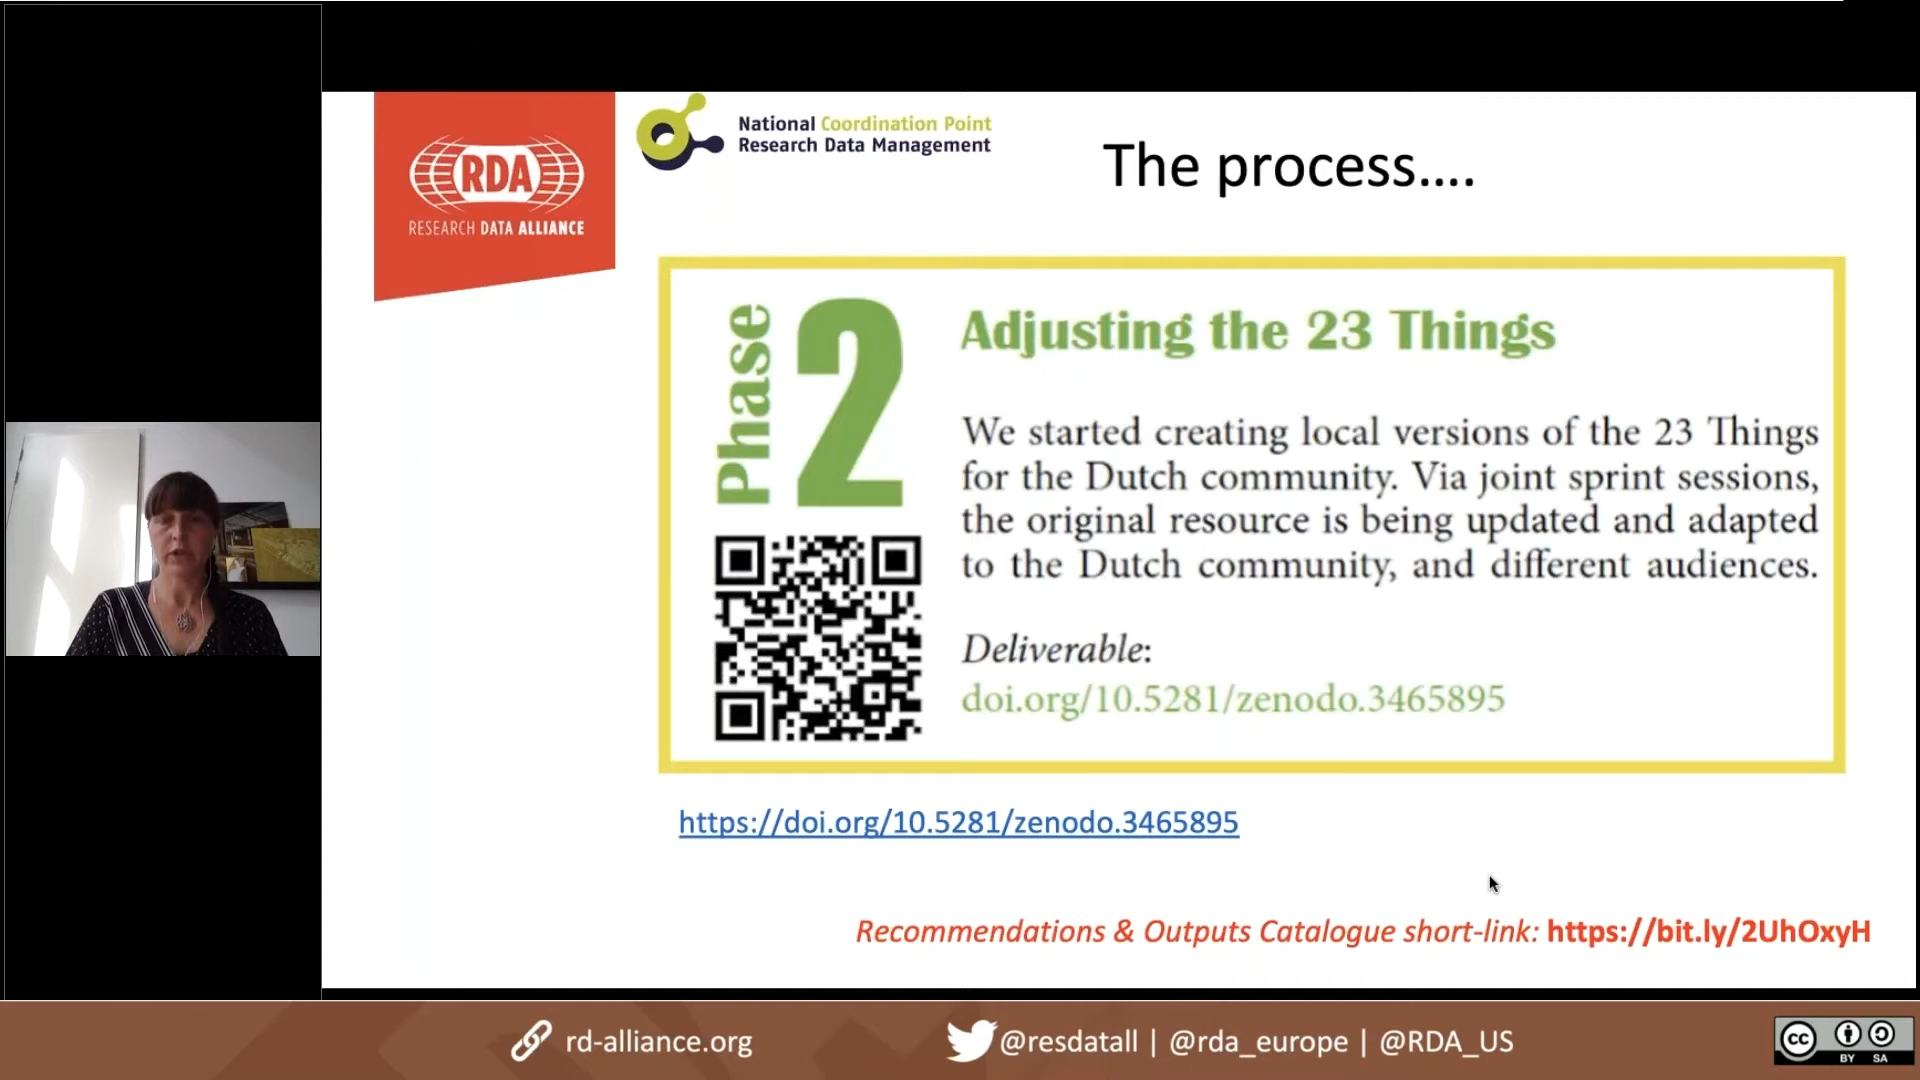 RDA
RESEARCH DATA ALLIANCE
National Coordination Point
Research Data Management
The process....
Phase 2
Adjusting the 23 Things
We started creating local versions of the 23 Things
for the Dutch community. Via joint sprint sessions,
the original resource is being updated and adapted
to the Dutch community, and different audiences.
Deliverable:
doi.org/10.5281/zenodo.3465895
https://doi.org/10.5281/zenodo.3465895
Recommendations & Outputs Catalogue short-link: https://bit.ly/2UhOxyH
rd-alliance.org
@resdatall | @rda_europe | @RDA_US
cc
BY SA